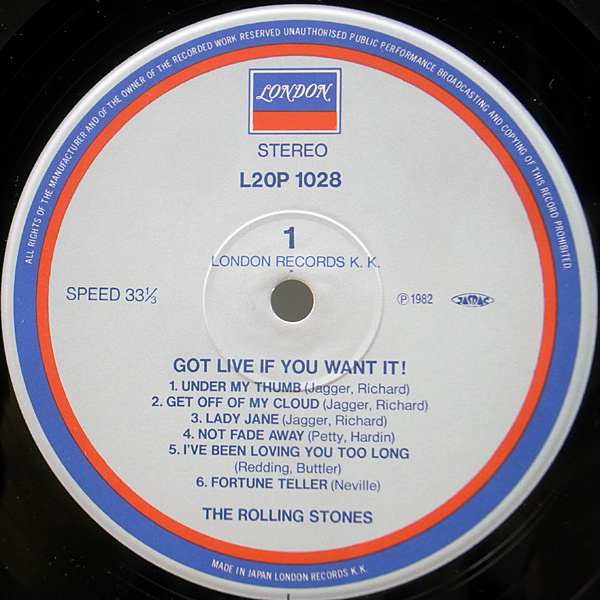 ALL RIGHTS OF THE MANUFACTURER AND OF THE OWNER OF THE RECORDED WORK RESERVED UNAUTHORISED PUBLIC PERFORMANCE BROADCASTING AND COPYING OF THIS RECORD PROHIBITED.
LONDON
STEREO
L20P 1028
1
LONDON RECORDS K. K.
SPEED 33⅓
℗ 1982 JASRAC
GOT LIVE IF YOU WANT IT!
1. UNDER MY THUMB (Jagger, Richard)
2. GET OFF OF MY CLOUD (Jagger, Richard)
3. LADY JANE (Jagger, Richard)
4. NOT FADE AWAY (Petty, Hardin)
5. I'VE BEEN LOVING YOU TOO LONG
(Redding, Buttler)
6. FORTUNE TELLER (Neville)
THE ROLLING STONES
MADE IN JAPAN LONDON RECORDS K. K.